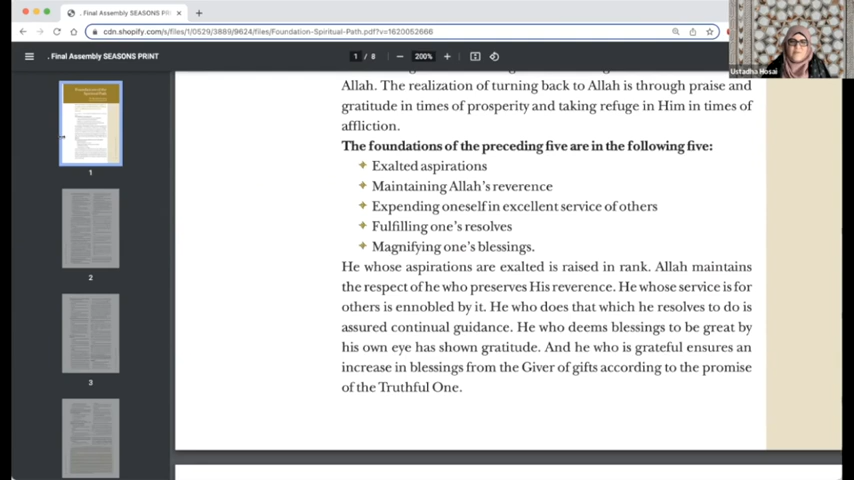 . Final Assembly SEASONS PRINT
cdn.shopify.com/s/files/1/0529/3889/9624/files/Foundation-Spiritual-Path.pdf?v=1620052666
. Final Assembly SEASONS PRINT
1 / 8
200%
Ustadha Hosai
1
2
3
Allah. The realization of turning back to Allah is through praise and
gratitude in times of prosperity and taking refuge in Him in times of
affliction.
The foundations of the preceding five are in the following five:
Exalted aspirations
Maintaining Allah's reverence
Expending oneself in excellent service of others
Fulfilling one's resolves
Magnifying one's blessings.
He whose aspirations are exalted is raised in rank. Allah maintains
the respect of he who preserves His reverence. He whose service is for
others is ennobled by it. He who does that which he resolves to do is
assured continual guidance. He who deems blessings to be great by
his own eye has shown gratitude. And he who is grateful ensures an
increase in blessings from the Giver of gifts according to the promise
of the Truthful One.